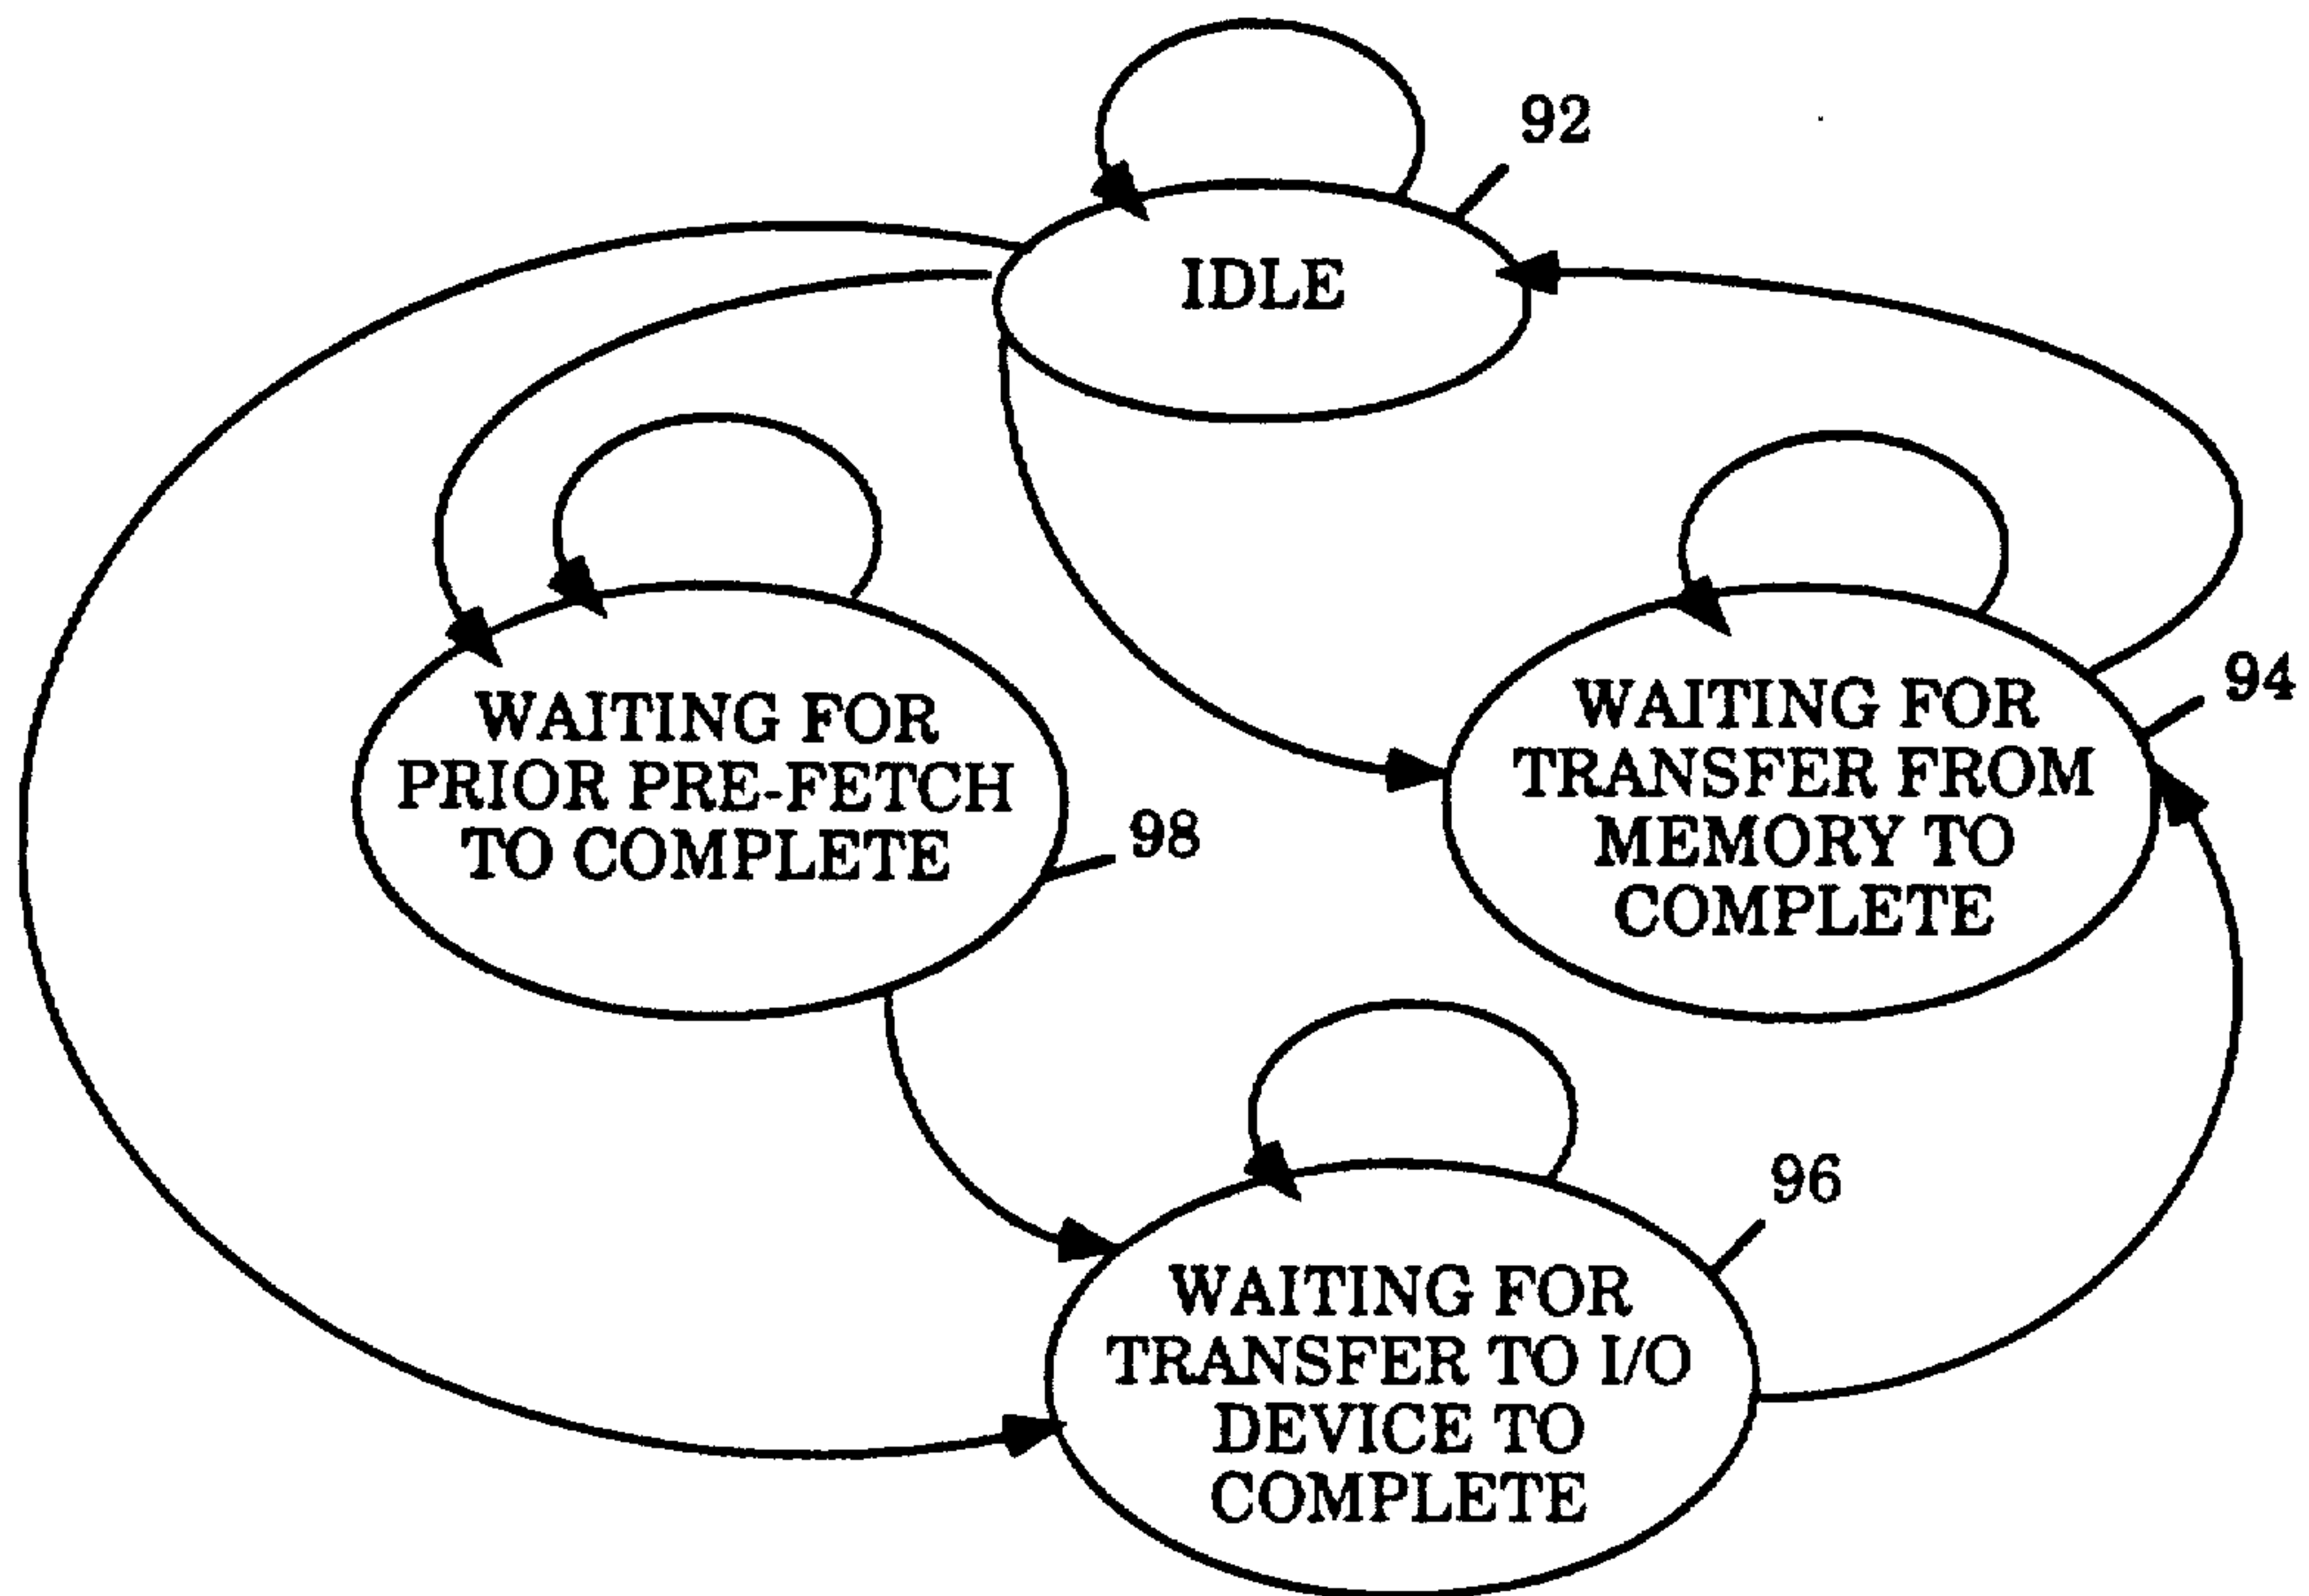 92
IDLE
WAITING FOR
PRIOR PRE-FETCH
TO COMPLETE
98
WAITING FOR
TRANSFER FROM
MEMORY TO
COMPLETE
94
96
WAITING FOR
TRANSFER TO I/O
DEVICE TO
COMPLETE